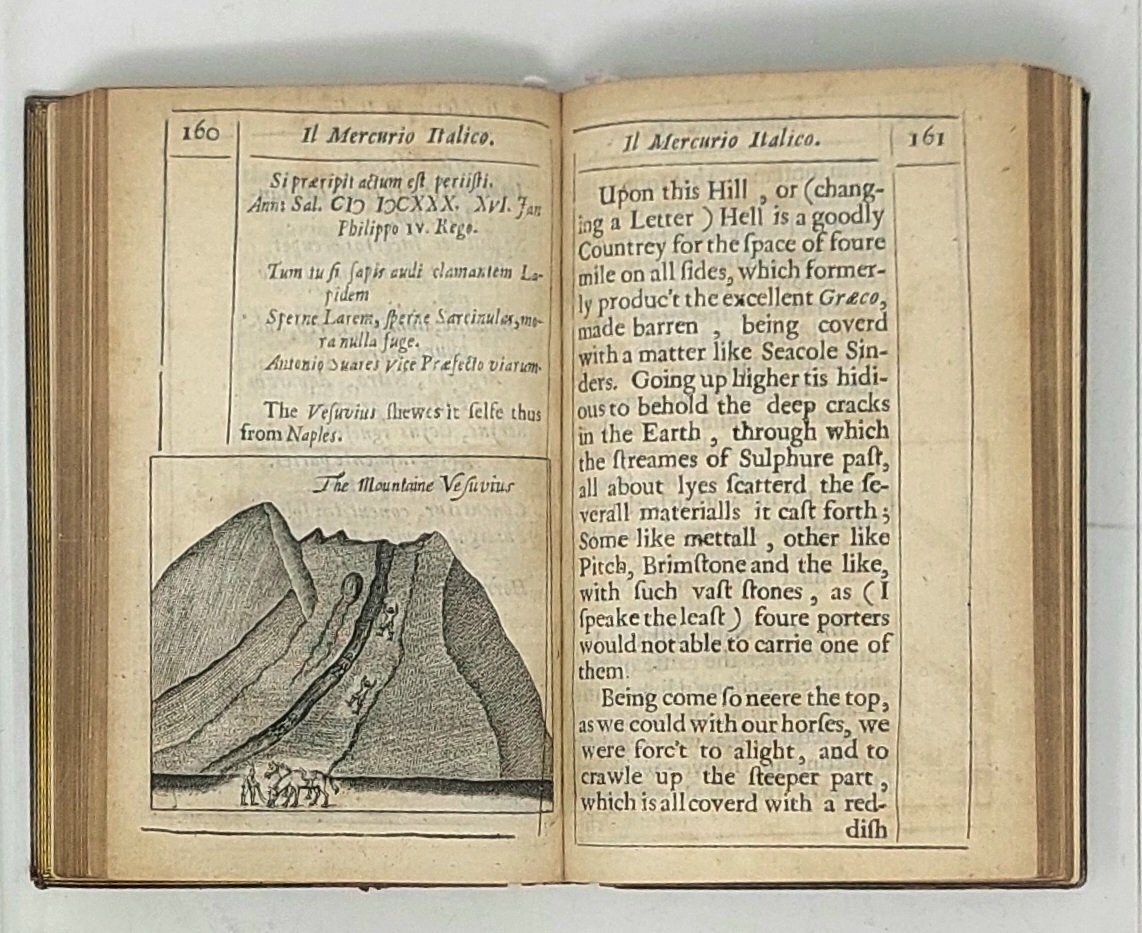 160
Il Mercurio Italico.
Si præripit actum est periisti.
Anno Sal. CIↃ IↃCXXX. XVI. Jan
Philippo IV. Rege.
Tum tu si sapis audi clamantem La-
pidem
Sperne Larem, sperne Sarcinulas, mo-
ra nulla fuge.
Antonio Suares Vice Præfecto viarum.
The Vesuvius ſhewes it ſelfe thus
from Naples.
The Mountaine Vesuvius
Il Mercurio Italico.
161
Upon this Hill , or (chang-
ing a Letter ) Hell is a goodly
Countrey for the ſpace of foure
mile on all ſides, which former-
ly produc't the excellent Græco,
made barren , being coverd
with a matter like Seacole Sin-
ders. Going up higher tis hidi-
ous to behold the deep cracks
in the Earth , through which
the ſtreames of Sulphure paſt,
all about lyes ſcatterd the ſe-
verall materialls it caſt forth;
Some like mettall , other like
Pitch, Brimſtone and the like,
with ſuch vaſt ſtones , as ( I
ſpeake the leaſt ) foure porters
would not able to carrie one of
them.
Being come ſo neere the top,
as we could with our horſes, we
were forc't to alight, and to
crawle up the ſteeper part ,
which is all coverd with a red-
diſh